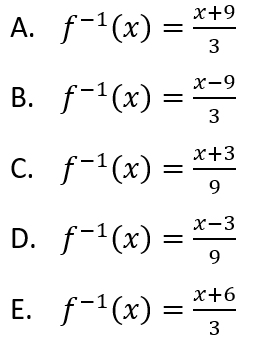 A. f⁻¹(x) = x+9/3
B. f⁻¹(x) = x−9/3
C. f⁻¹(x) = x+3/9
D. f⁻¹(x) = x−3/9
E. f⁻¹(x) = x+6/3